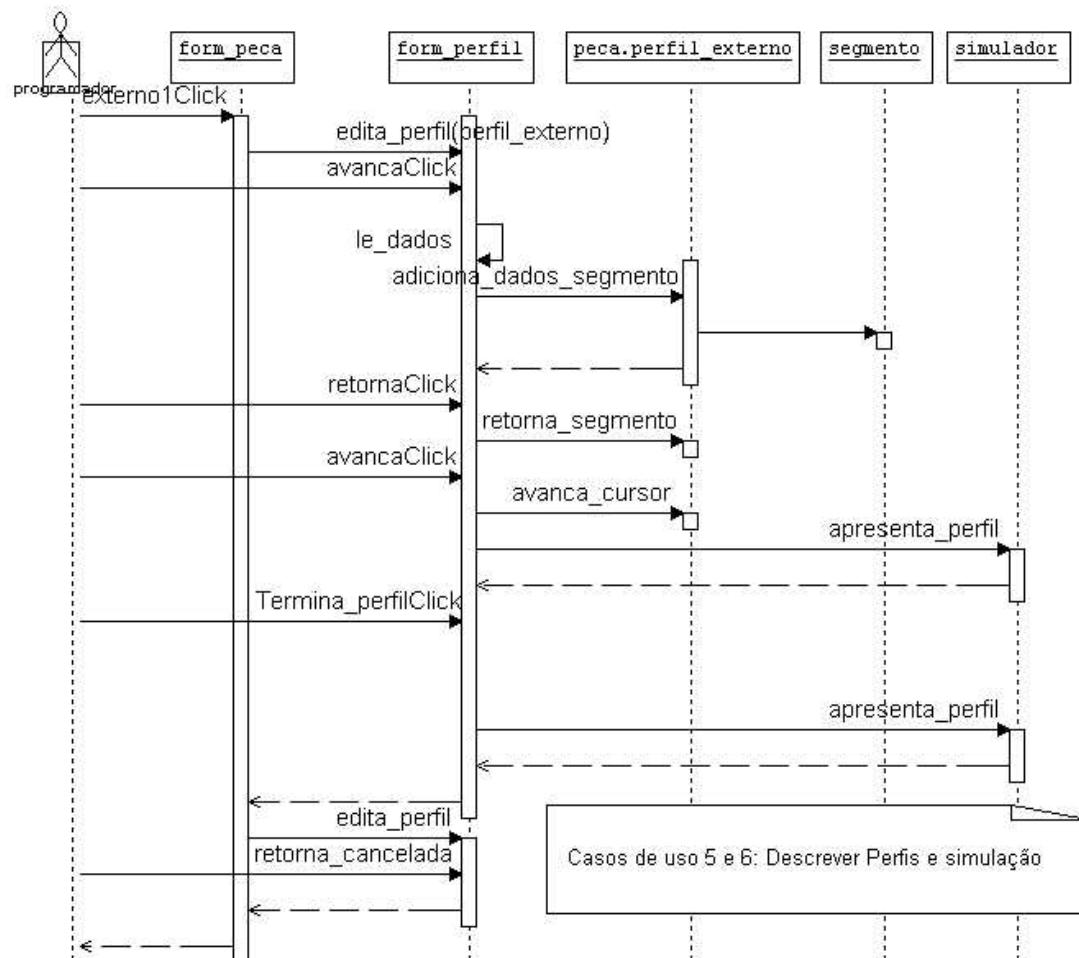 form_peca
form_perfil
peca.perfil_externo
segmento
simulador
programador
externo1Click
edita_perfil(perfil_externo)
avancaClick
le_dados
adiciona_dados_segmento
retornaClick
retorna_segmento
avancaClick
avanca_cursor
apresenta_perfil
Termina_perfilClick
apresenta_perfil
edita_perfil
retorna_cancelada
Casos de uso 5 e 6: Descrever Perfis e simulação